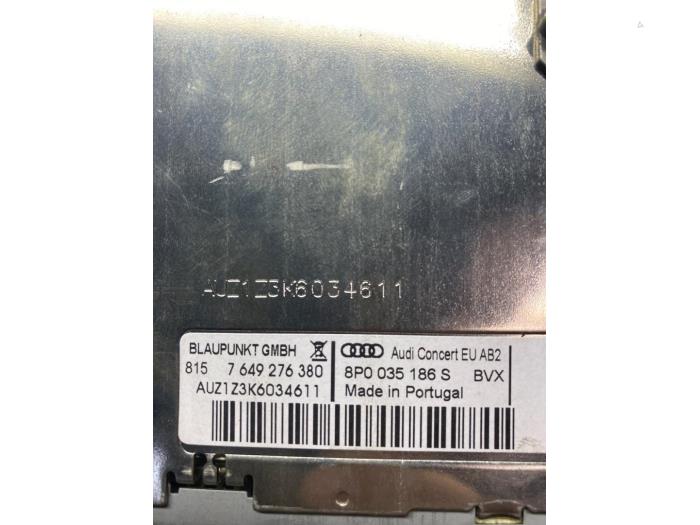 AUZ1Z3K6034611
BLAUPUNKT GMBH Audi Concert EU AB2
815 7 649 276 380 8P0 035 186 S BVX
AUZ1Z3K6034611 Made in Portugal